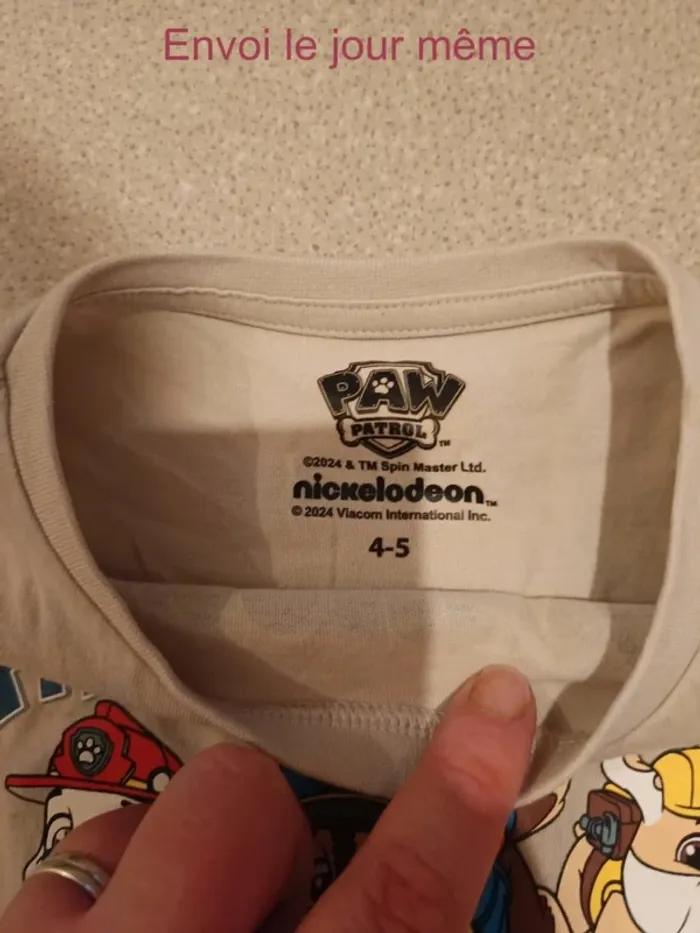 Envoi le jour même
PAW
PATROL TM
©2024 & TM Spin Master Ltd.
nickelodeon TM
© 2024 Viacom International Inc.
4-5